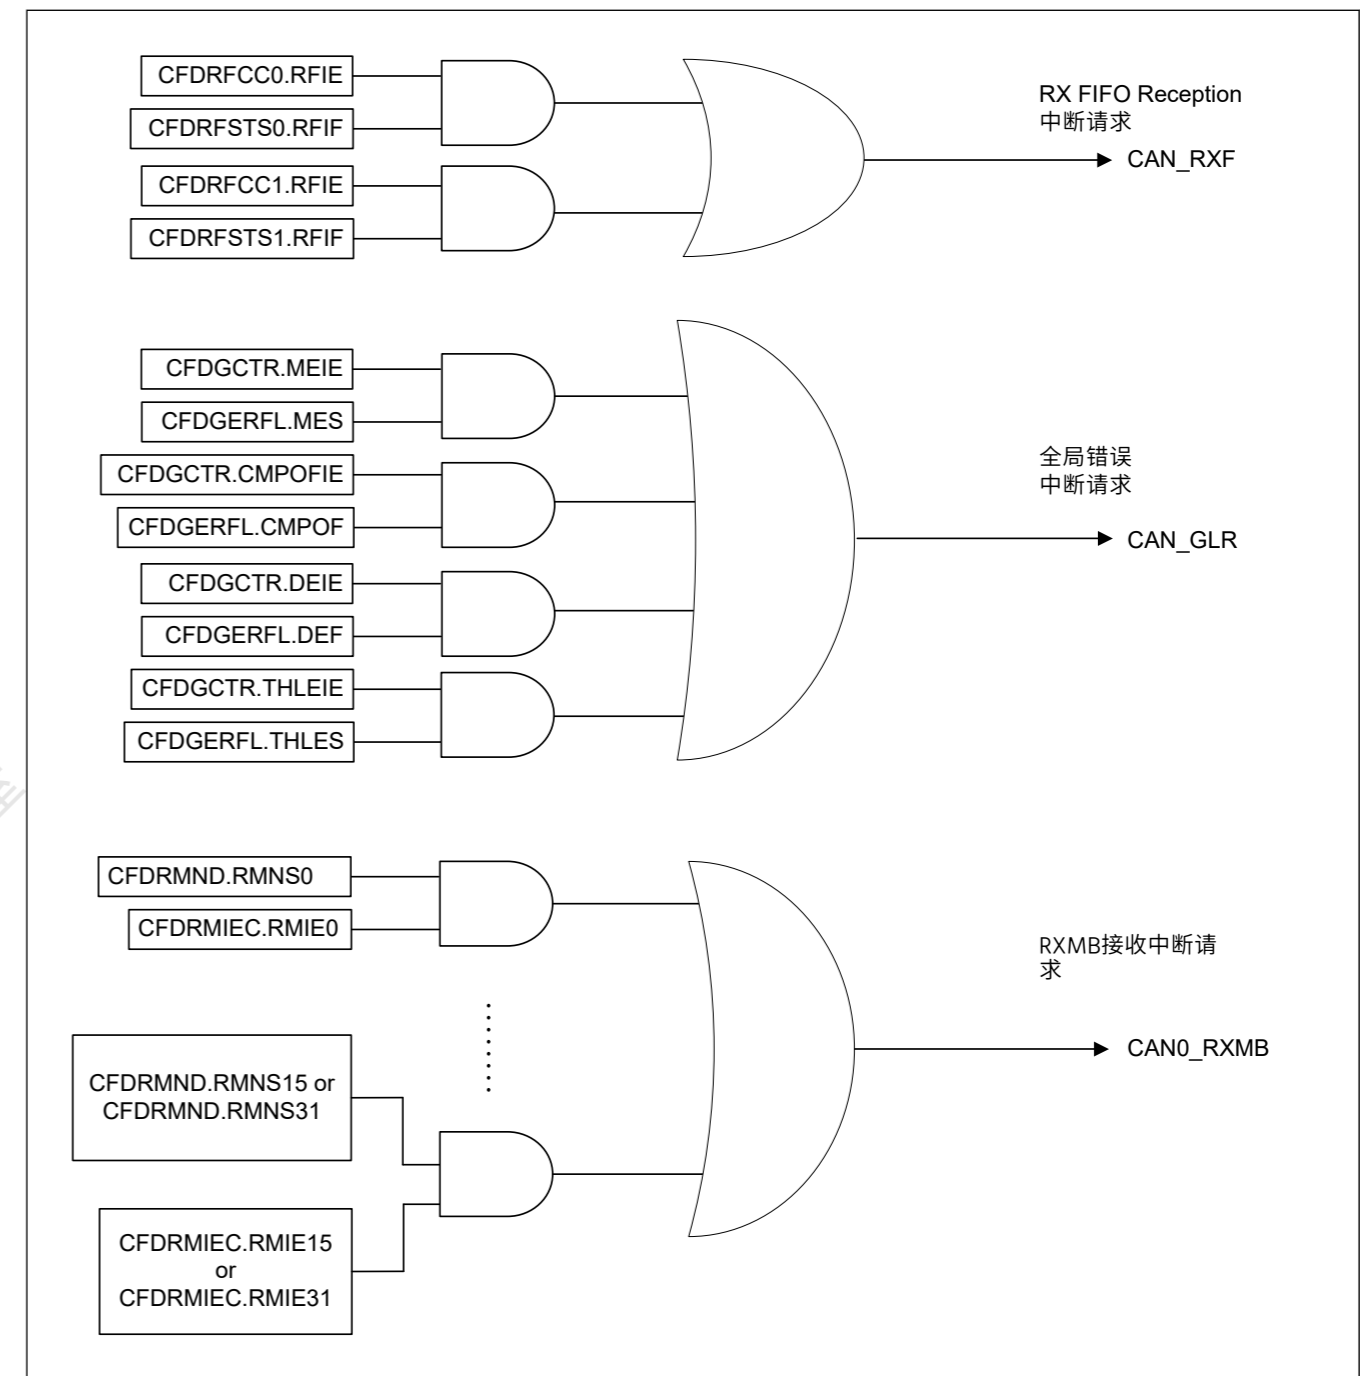 CFDRFCC0.RFIE
CFDRFSTS0.RFIF
CFDRFCC1.RFIE
CFDRFSTS1.RFIF
RX FIFO Reception
中断请求
CAN_RXF
CFDGCTR.MEIE
CFDGERFL.MES
CFDGCTR.CMPOFIE
CFDGERFL.CMPOF
CFDGCTR.DEIE
CFDGERFL.DEF
CFDGCTR.THLEIE
CFDGERFL.THLES
全局错误
中断请求
CAN_GLR
CFDRMND.RMNS0
CFDRMIEC.RMIE0
CFDRMND.RMNS15 or
CFDRMND.RMNS31
CFDRMIEC.RMIE15
or
CFDRMIEC.RMIE31
RXMB接收中断请
求
CAN0_RXMB